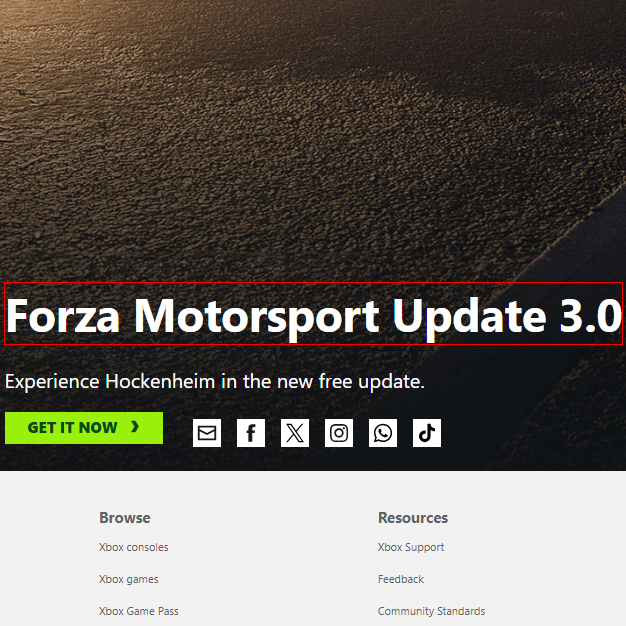 Forza Motorsport Update 3.0
Experience Hockenheim in the new free update.
GET IT NOW
Browse
Xbox consoles
Xbox games
Xbox Game Pass
Resources
Xbox Support
Feedback
Community Standards